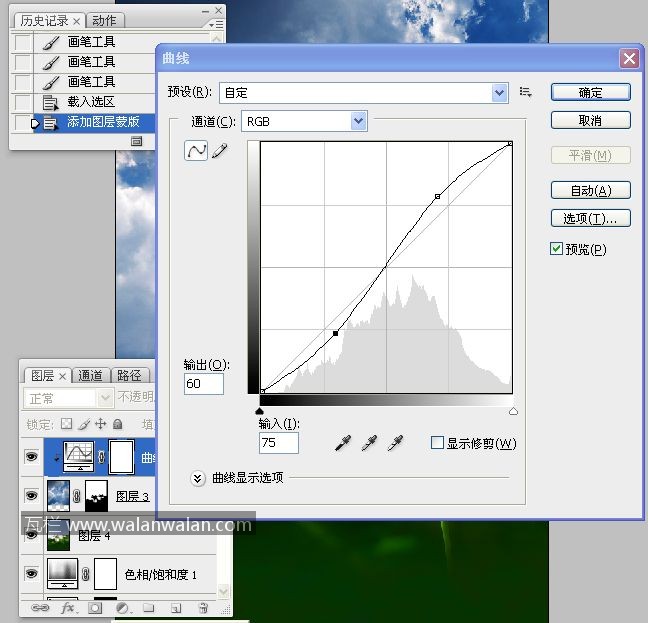 历史记录 × 动作
画笔工具
画笔工具
画笔工具
载入选区
添加图层蒙版
曲线
预设(R): 自定
通道(C): RGB
确定
取消
平滑(M)
自动(A)
选项(T)...
预览(P)
输出(O):
60
输入(I):
75
显示修剪(W)
曲线显示选项
图层 × 通道 路径
正常 不透明
锁定:
图层 3
瓦栏 www.walanwalan.com
图层 4
色相/饱和度 1
fx.